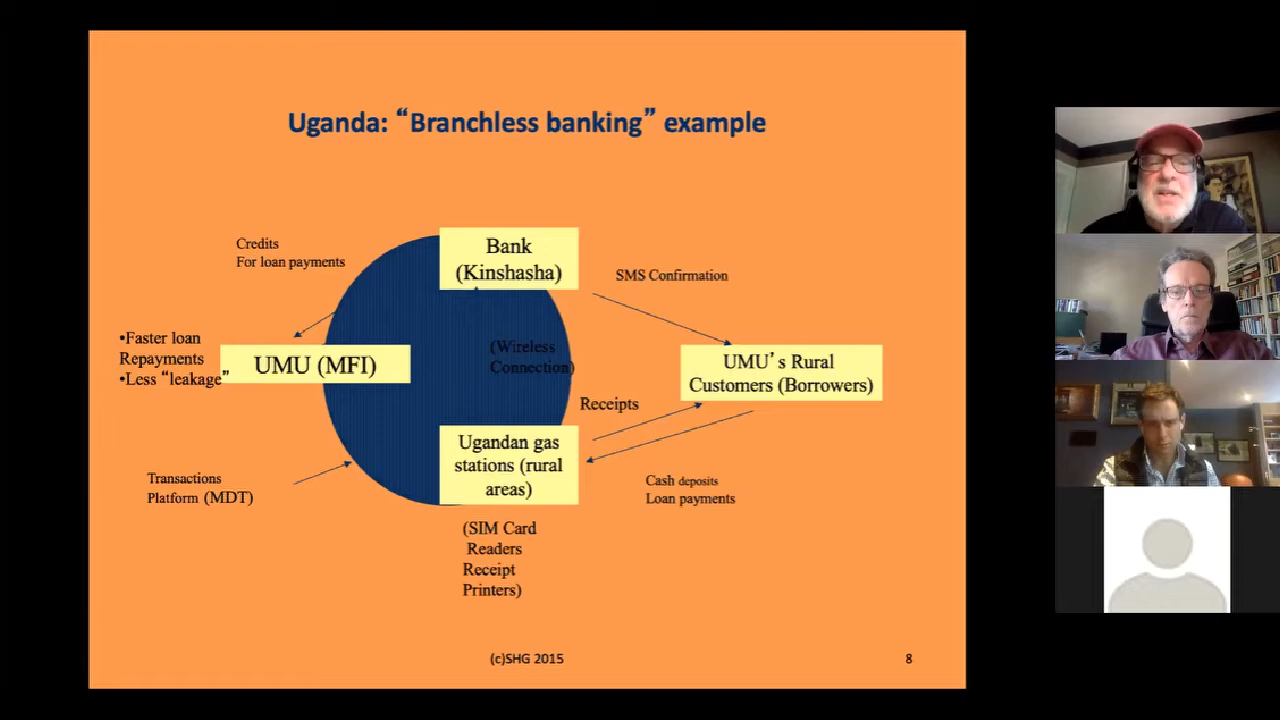 Uganda: “Branchless banking” example
Credits
For loan payments
Bank
(Kinshasha)
SMS Confirmation
•Faster loan
Repayments
•Less “leakage”
UMU (MFI)
(Wireless
Connection)
UMU’s Rural
Customers (Borrowers)
Receipts
Ugandan gas
stations (rural
areas)
Transactions
Platform (MDT)
Cash deposits
Loan payments
(SIM Card
Readers
Receipt
Printers)
(c)SHG 2015
8